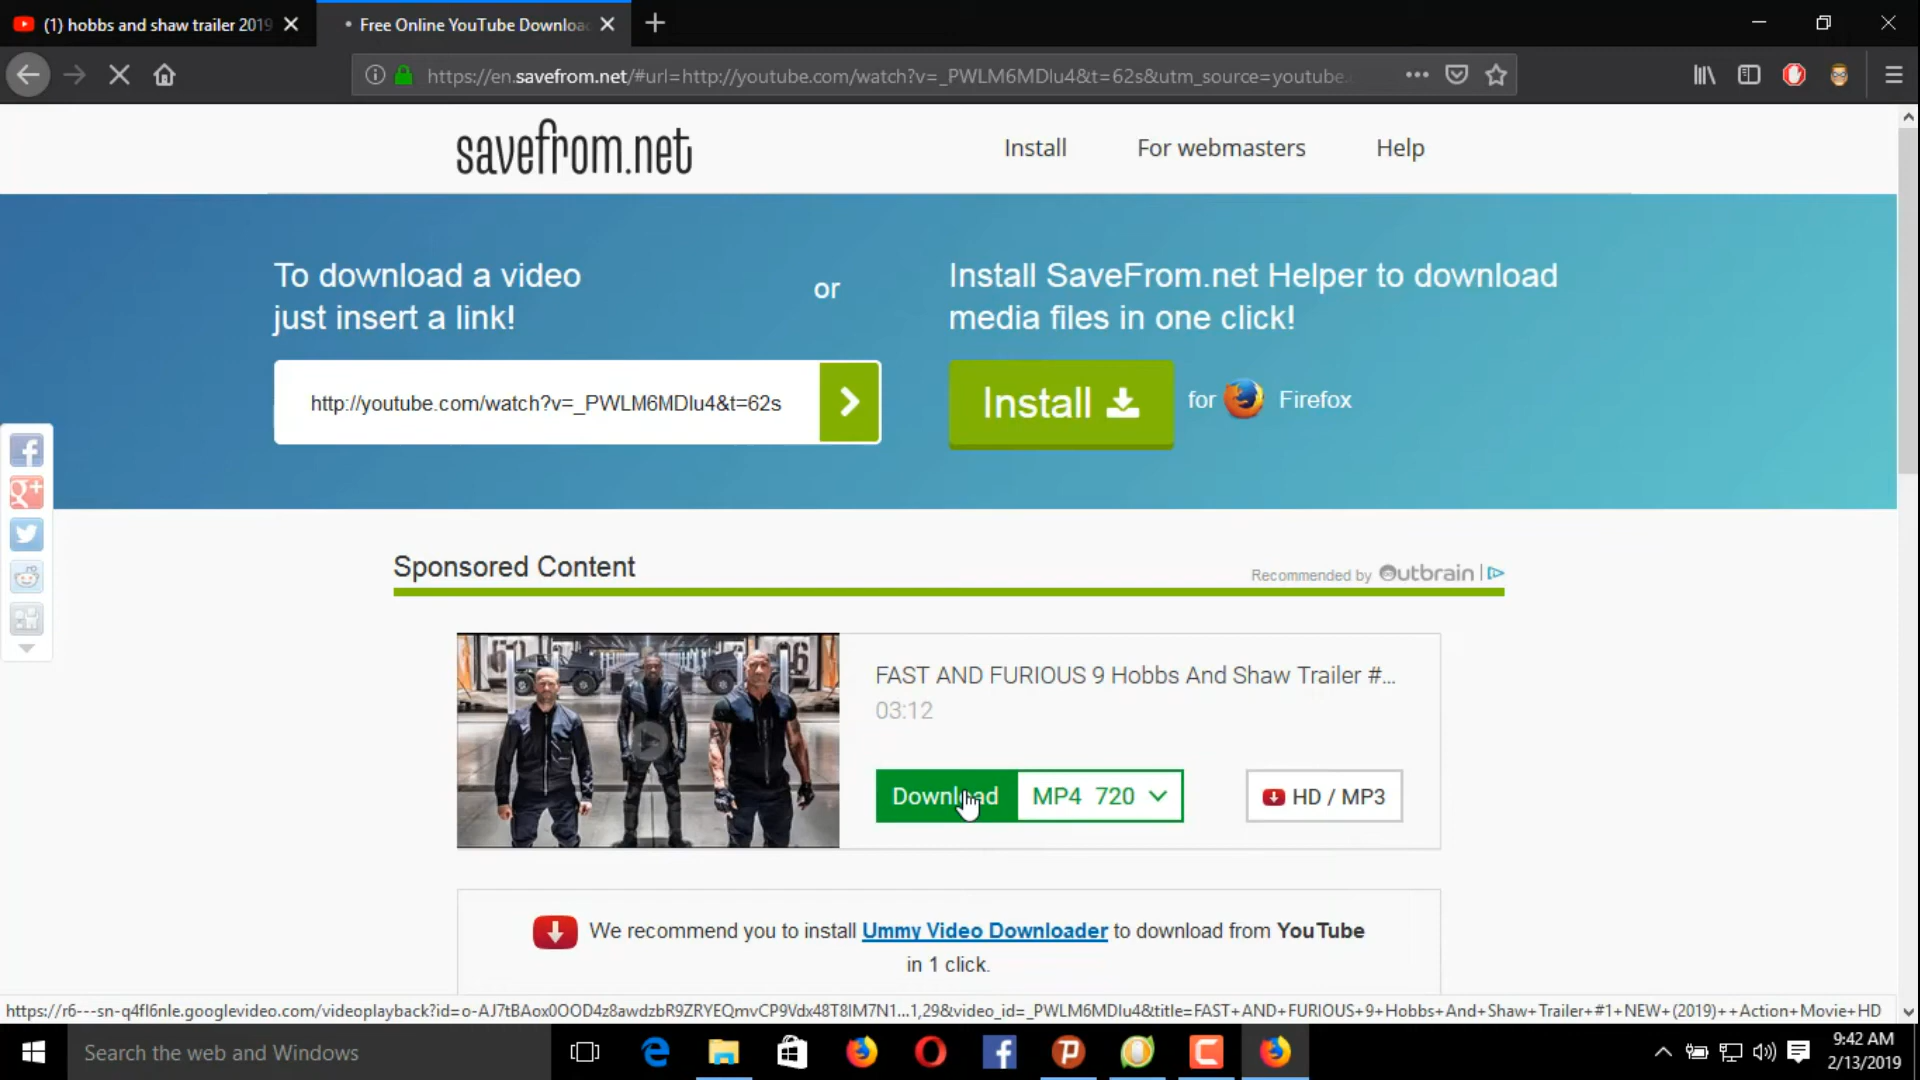 (1) hobbs and shaw trailer 2019
Free Online YouTube Downloa
https://en.savefrom.net/#url=http://youtube.com/watch?v=_PWLM6MDlu4&t=62s&utm_source=youtube.
savefrom.net
Install
For webmasters
Help
To download a video
just insert a link!
or
Install SaveFrom.net Helper to download
media files in one click!
http://youtube.com/watch?v=_PWLM6MDlu4&t=62s
Install
for
Firefox
Sponsored Content
Recommended by Outbrain
FAST AND FURIOUS 9 Hobbs And Shaw Trailer #...
03:12
Download
MP4 720
HD / MP3
We recommend you to install Ummy Video Downloader to download from YouTube
in 1 click.
https://r6---sn-q4fl6nle.googlevideo.com/videoplayback?id=o-AJ7tBAox0OOD4z8awdzbR9ZRYEQmvCP9Vdx48T8lM7N1...1,29&video_id=_PWLM6MDlu4&title=FAST+AND+FURIOUS+9+Hobbs+And+Shaw+Trailer+#1+NEW+(2019)++Action+Movie+HD
Search the web and Windows
9:42 AM
2/13/2019